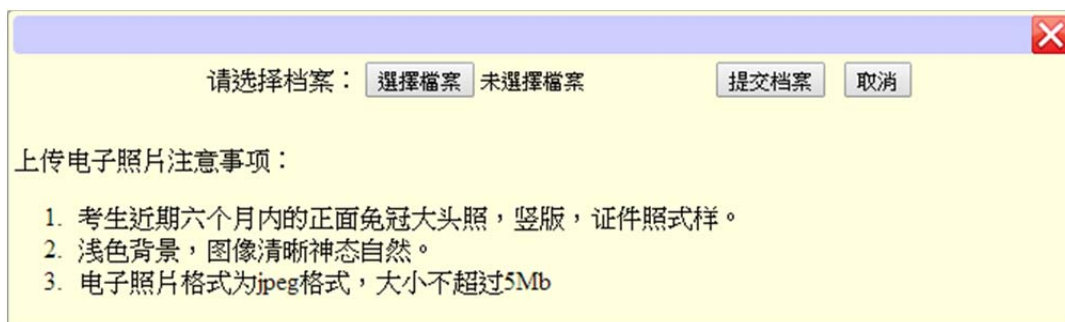 请选择档案： 選擇檔案 未選擇檔案 提交档案 取消
上传电子照片注意事项：
1. 考生近期六个月内的正面免冠大头照，竖版，证件照式样。
2. 浅色背景，图像清晰神态自然。
3. 电子照片格式为jpeg格式，大小不超过5Mb